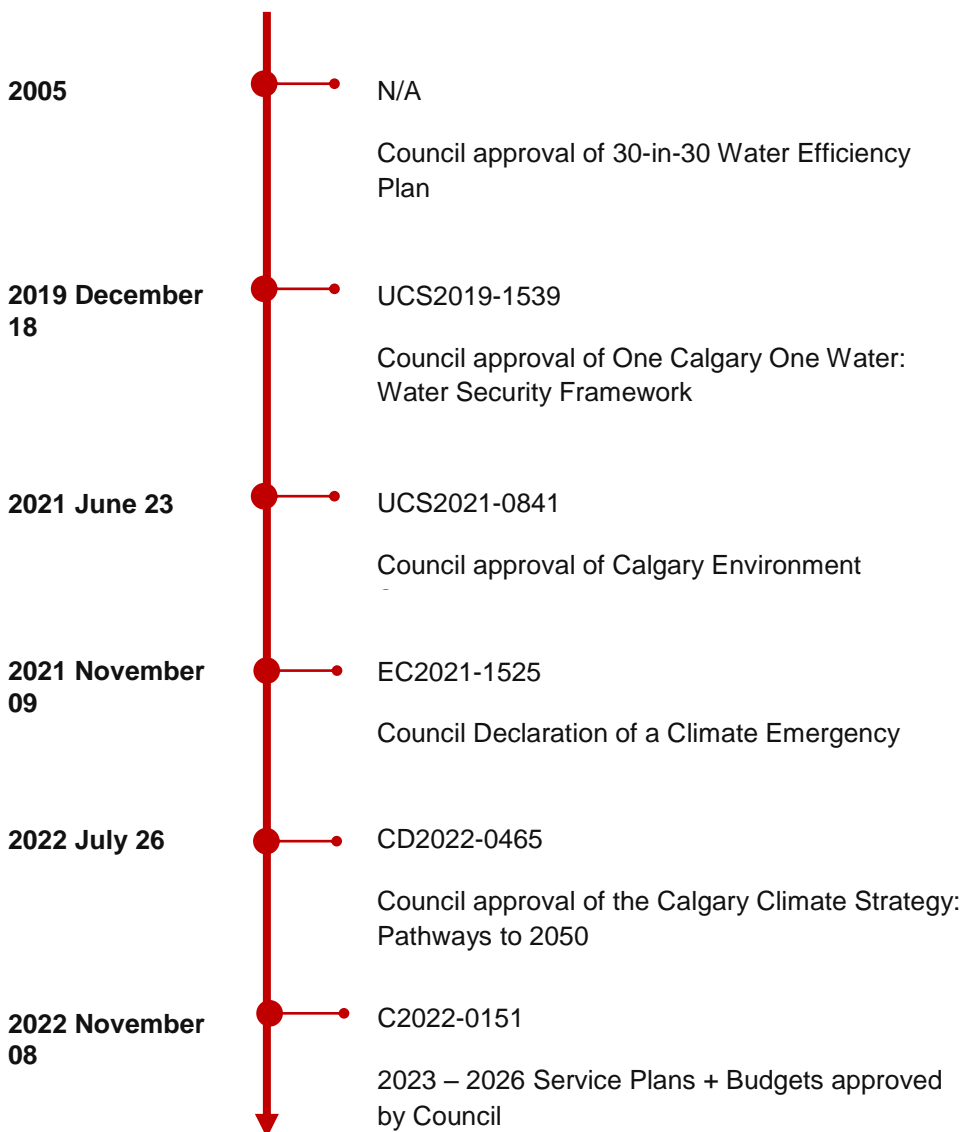 2005
N/A
Council approval of 30-in-30 Water Efficiency
Plan
2019 December
18
UCS2019-1539
Council approval of One Calgary One Water:
Water Security Framework
2021 June 23
UCS2021-0841
Council approval of Calgary Environment
2021 November
09
EC2021-1525
Council Declaration of a Climate Emergency
2022 July 26
CD2022-0465
Council approval of the Calgary Climate Strategy:
Pathways to 2050
2022 November
08
C2022-0151
2023 – 2026 Service Plans + Budgets approved
by Council